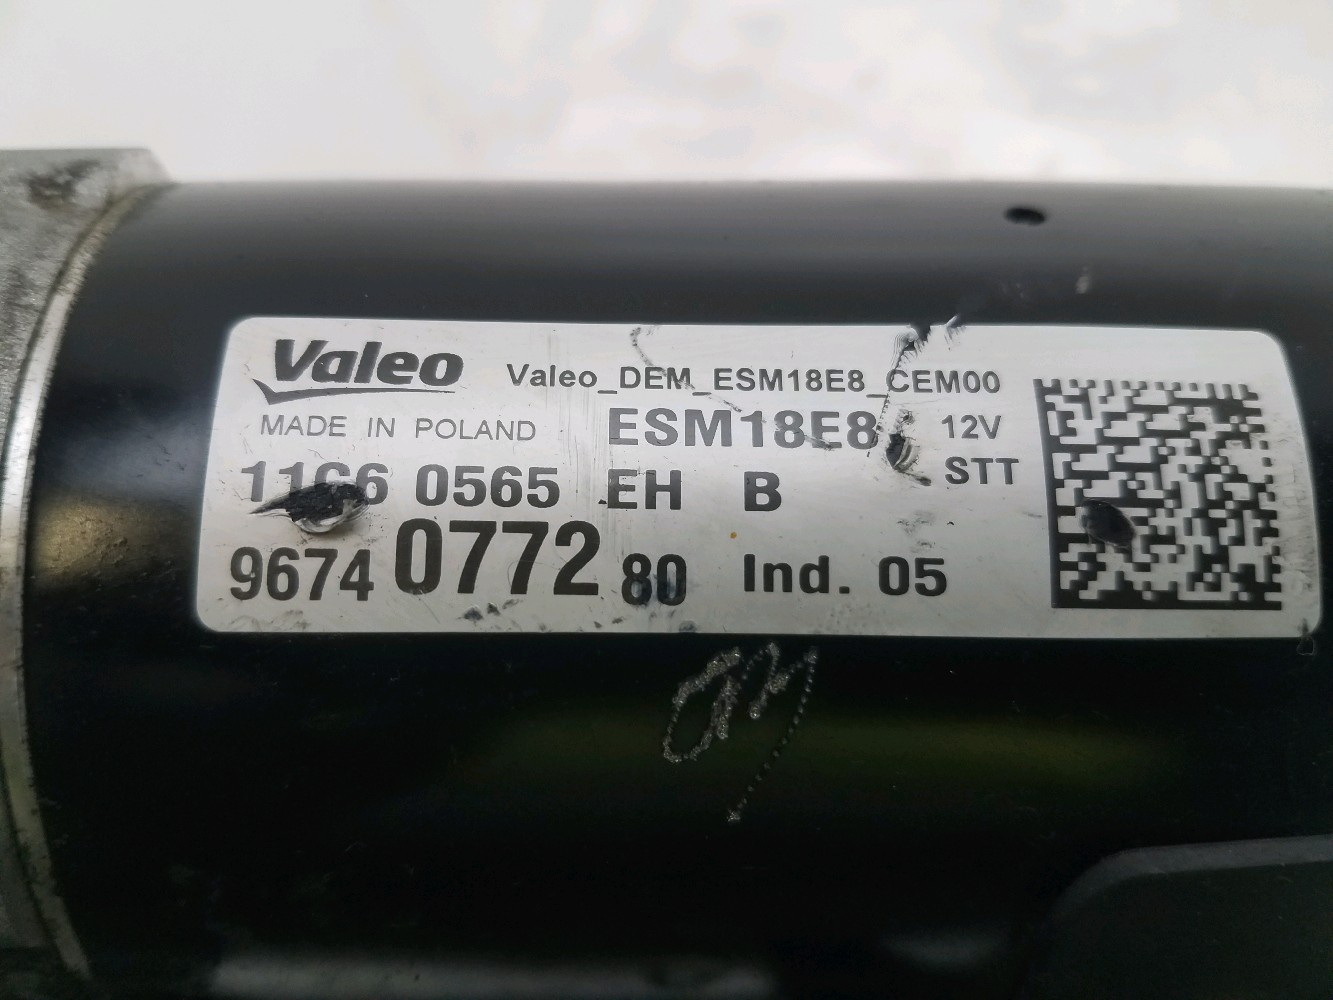 Valeo Valeo_DEM_ESM18E8_CEM00
MADE IN POLAND ESM18E8 12V
0565 EH B STT
9674 0772 80 Ind. 05